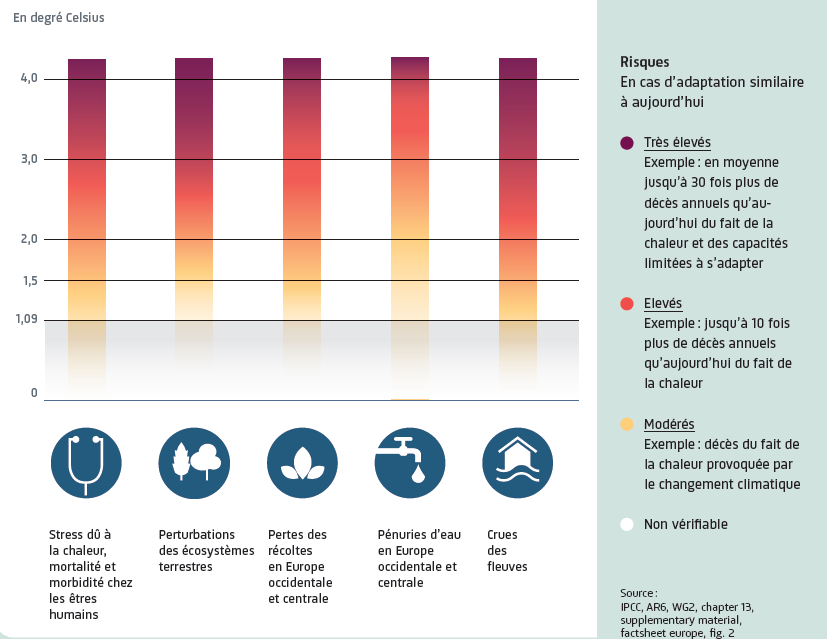 En degré Celsius
4,0
3,0
2,0
1,5
1,09
0
Stress dû à
la chaleur,
mortalité et
morbidité chez
les êtres
humains
Perturbations
des écosystèmes
terrestres
Pertes des
récoltes
en Europe
occidentale
et centrale
Pénuries d'eau
en Europe
occidentale et
centrale
Crues
des
fleuves
Risques
En cas d'adaptation similaire
à aujourd'hui
Très élevés
Exemple : en moyenne
jusqu'à 30 fois plus de
décès annuels qu'au-
jourd'hui du fait de la
chaleur et des capacités
limitées à s'adapter
Elevés
Exemple : jusqu'à 10 fois
plus de décès annuels
qu'aujourd'hui du fait de
la chaleur
Modérés
Exemple : décès du fait de
la chaleur provoquée par
le changement climatique
Non vérifiable
Source :
IPCC, AR6, WG2, chapter 13,
supplementary material,
factsheet europe, fig. 2